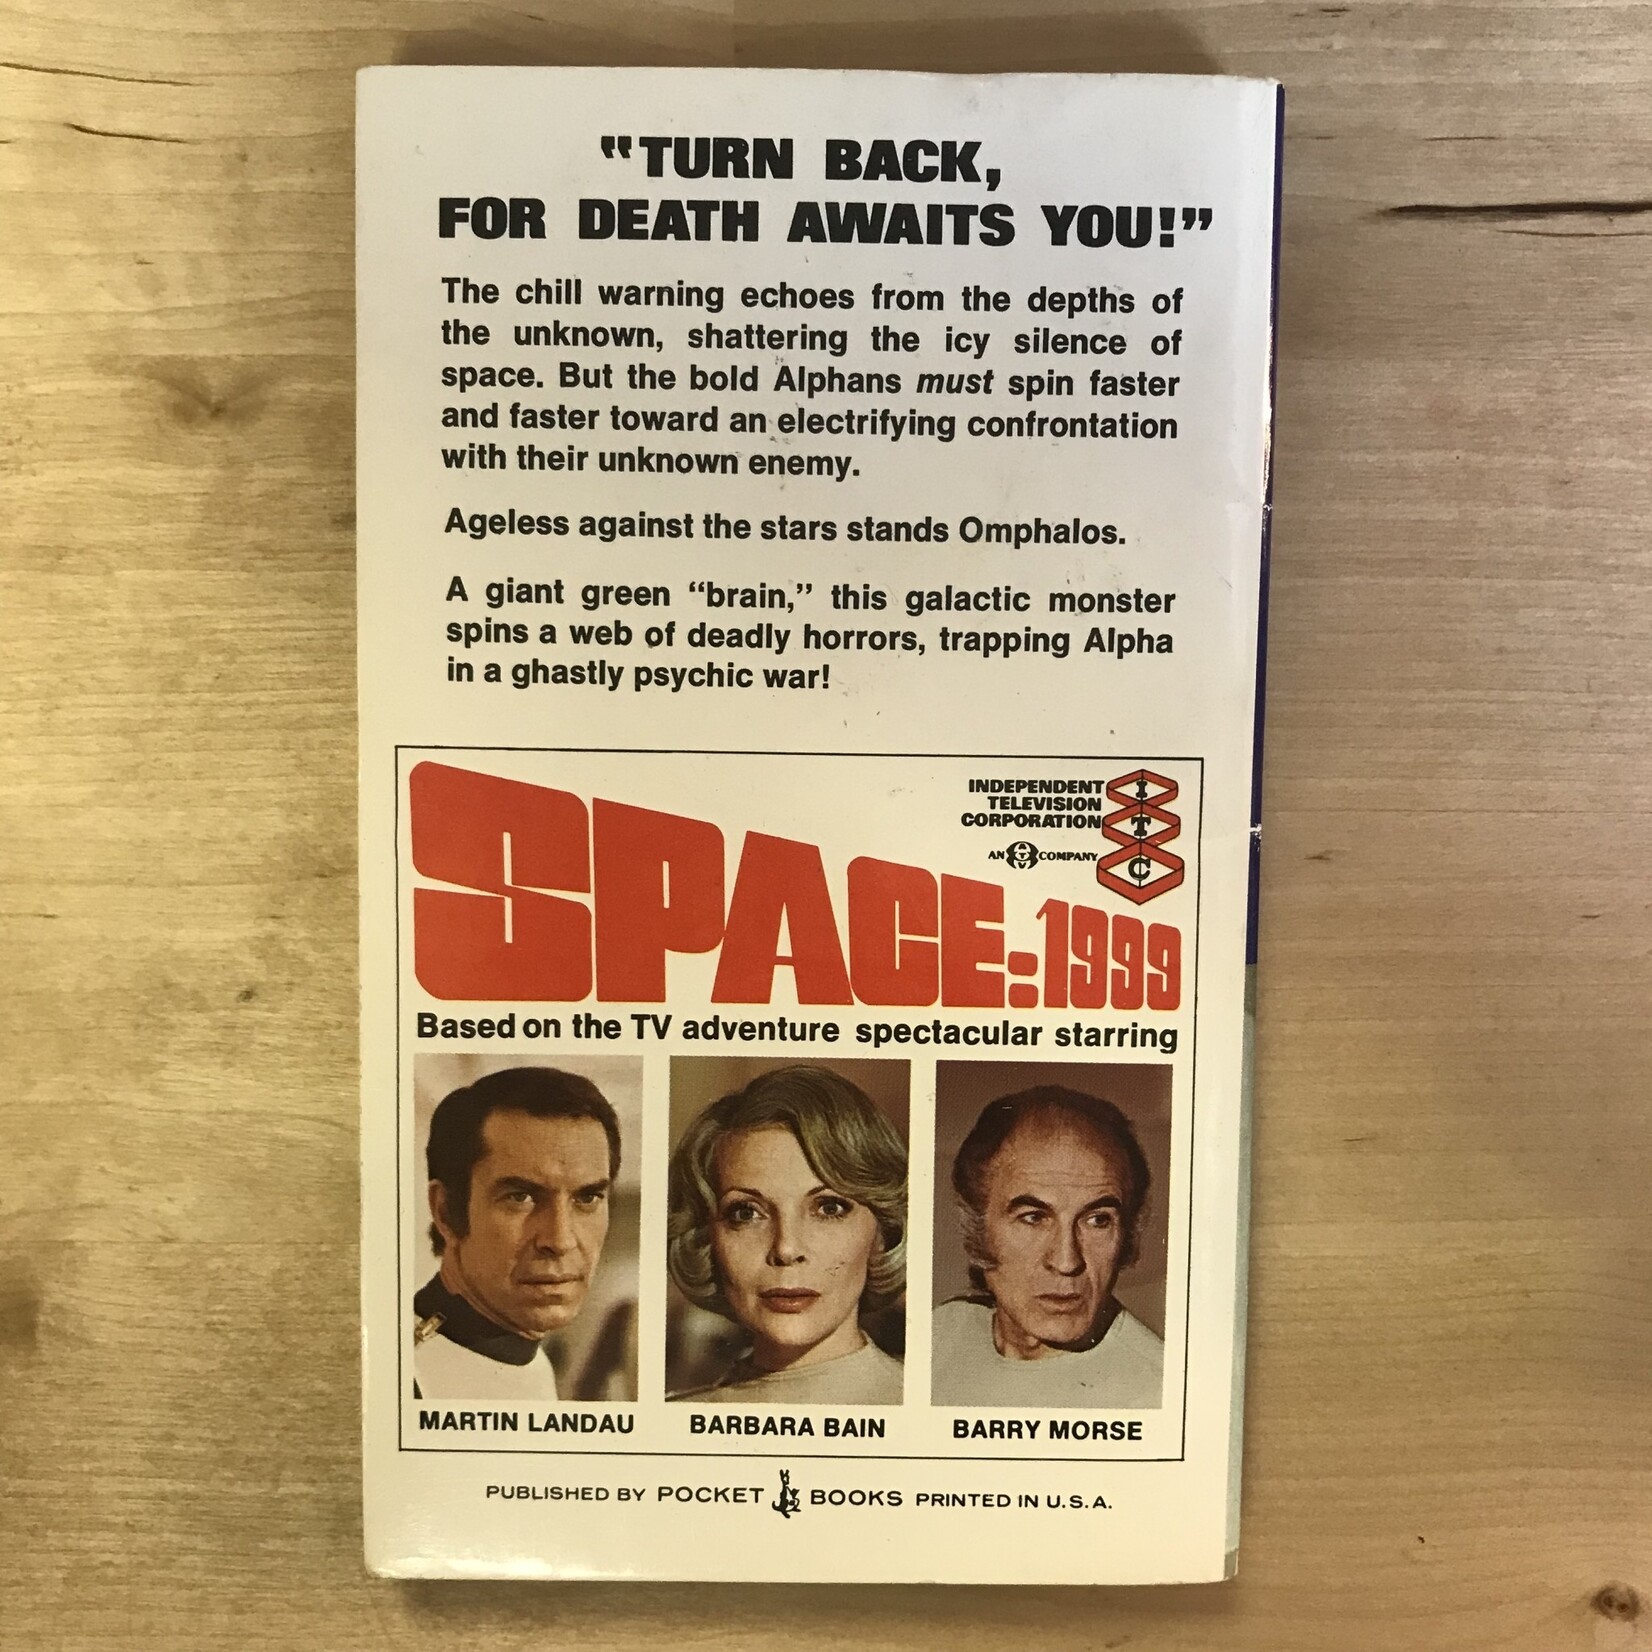 “TURN BACK,
FOR DEATH AWAITS YOU!”
The chill warning echoes from the depths of
the unknown, shattering the icy silence of
space. But the bold Alphans must spin faster
and faster toward an electrifying confrontation
with their unknown enemy.
Ageless against the stars stands Omphalos.
A giant green “brain,” this galactic monster
spins a web of deadly horrors, trapping Alpha
in a ghastly psychic war!
INDEPENDENT
TELEVISION
CORPORATION
AN ATV COMPANY
I
T
C
SPACE:1999
Based on the TV adventure spectacular starring
MARTIN LANDAU BARBARA BAIN BARRY MORSE
PUBLISHED BY POCKET BOOKS PRINTED IN U.S.A.